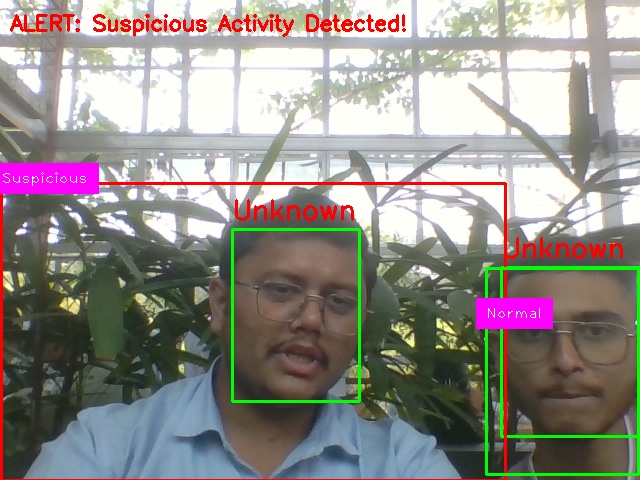 ALERT: Suspicious Activity Detected!
Suspicious
Unknown
Unknown
Normal